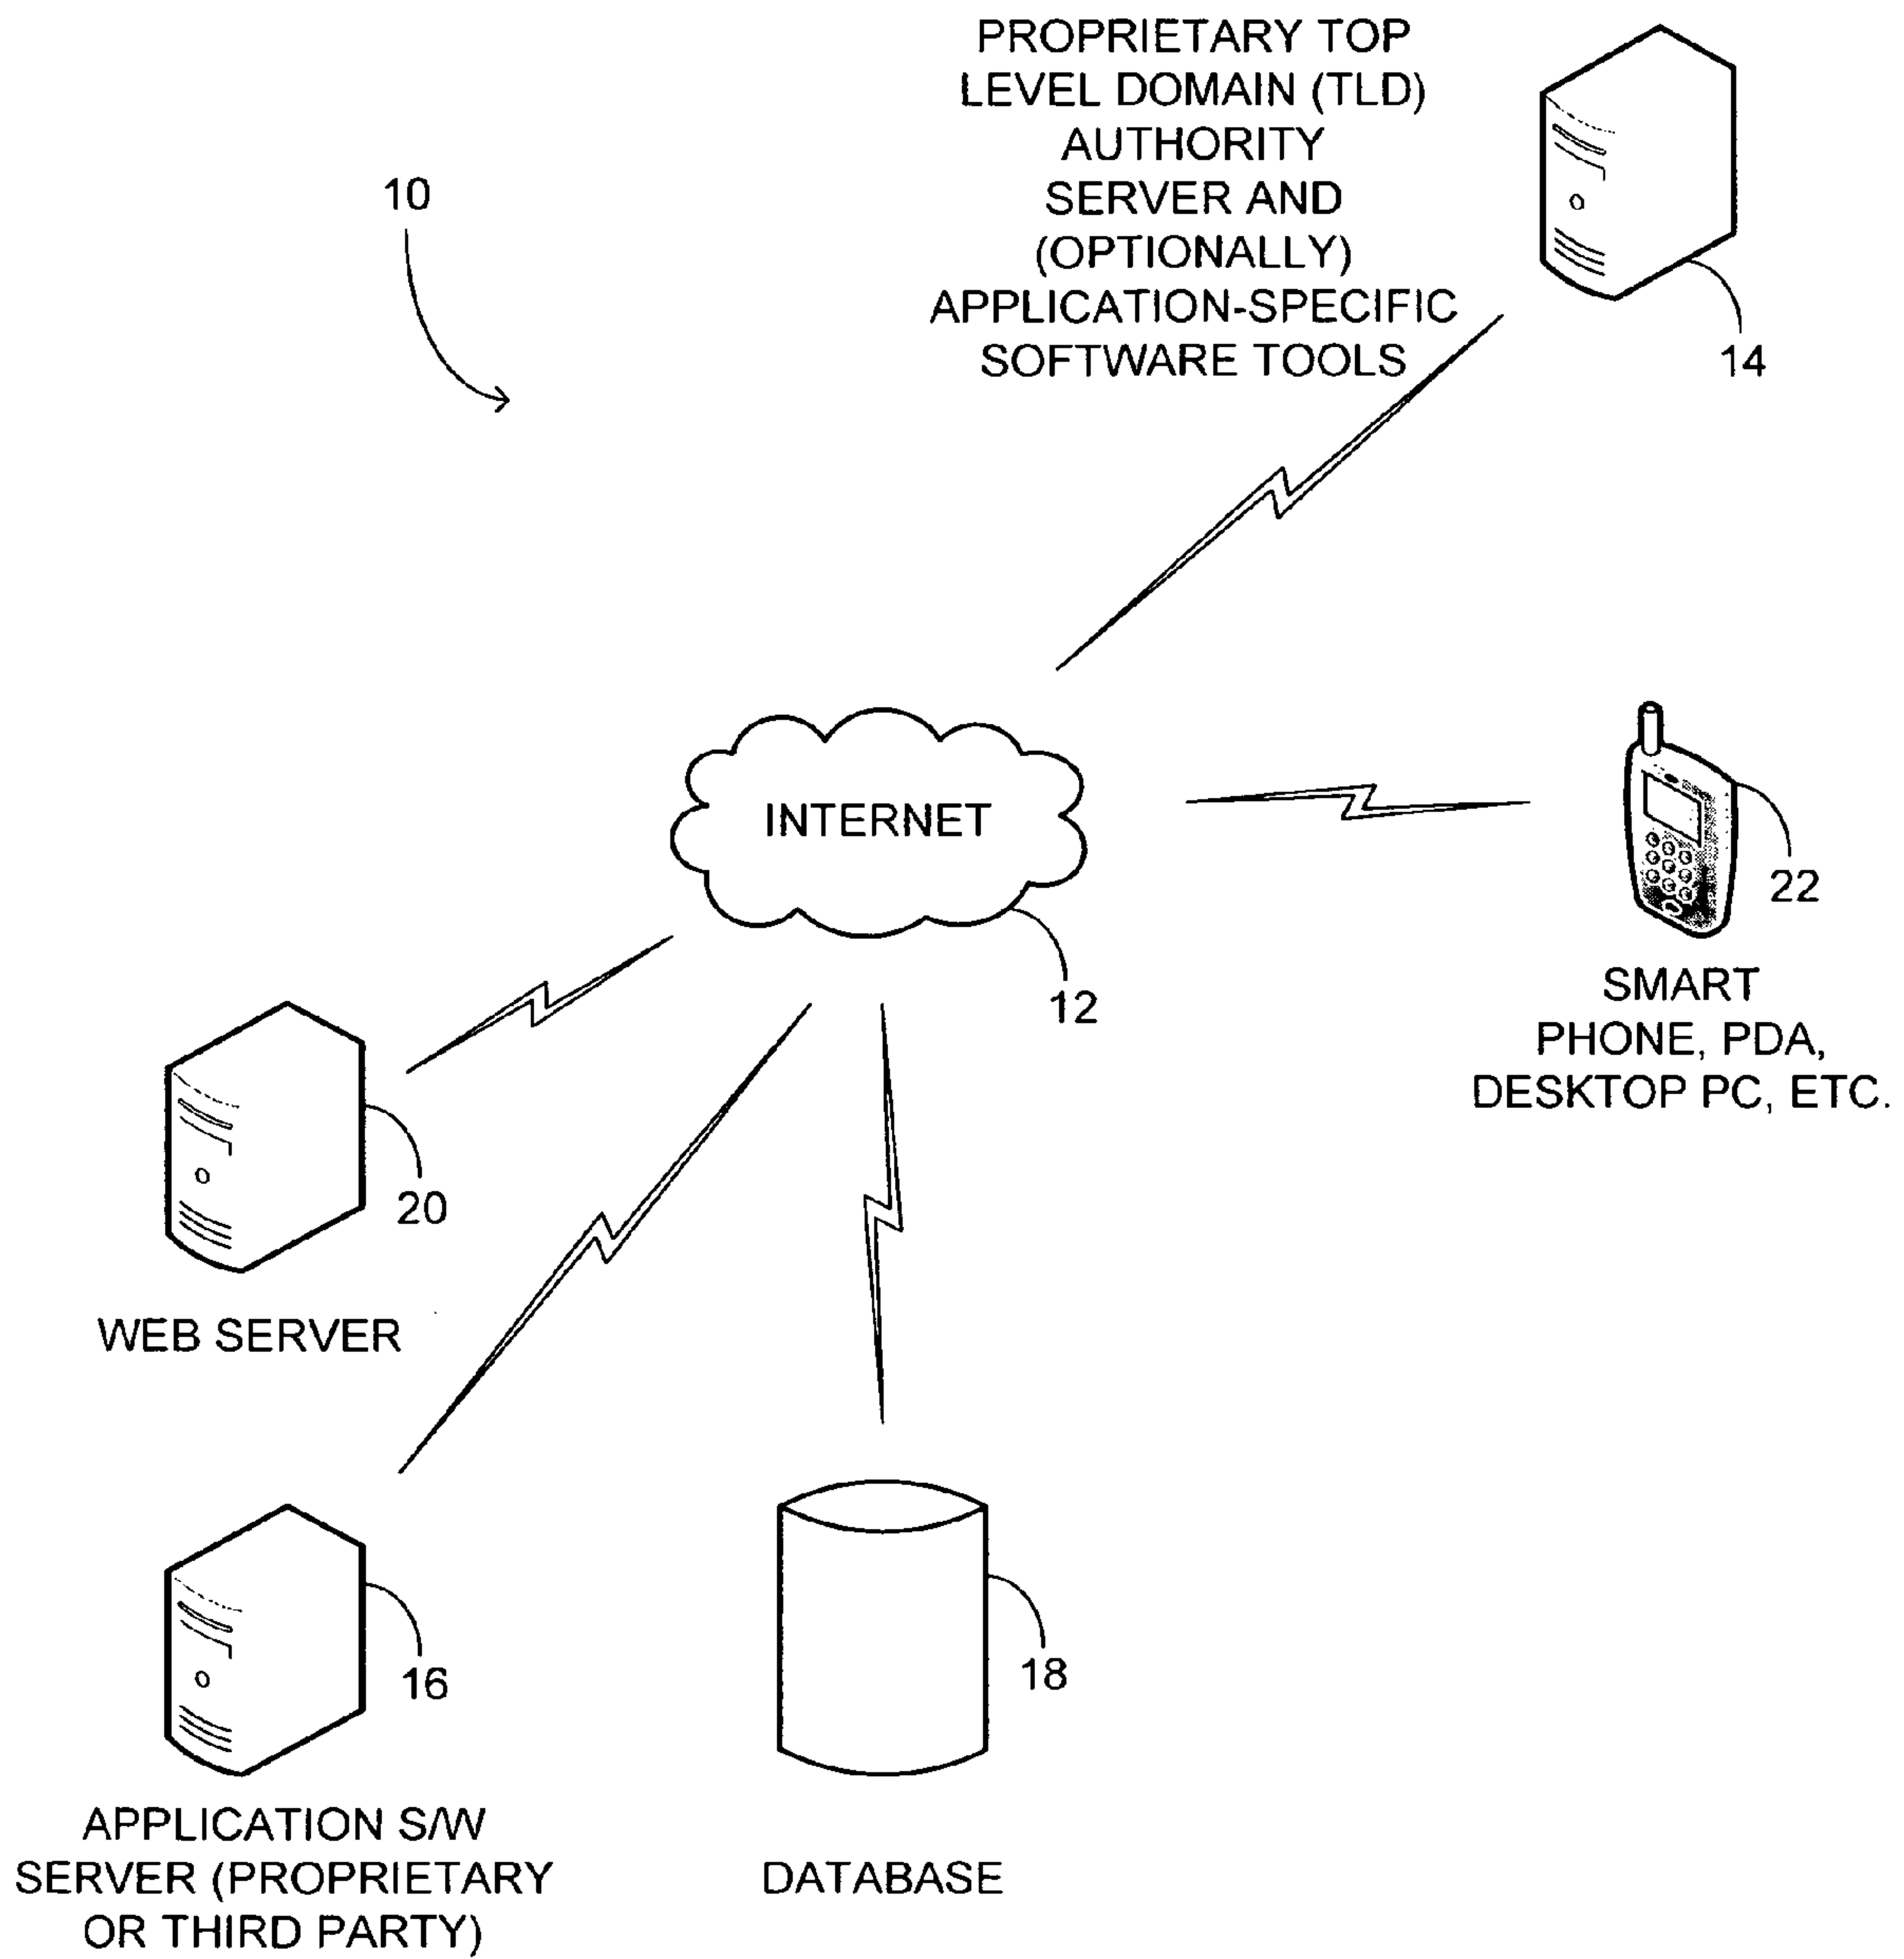 PROPRIETARY TOP
LEVEL DOMAIN (TLD)
AUTHORITY
SERVER AND
(OPTIONALLY)
APPLICATION-SPECIFIC
SOFTWARE TOOLS
10
14
INTERNET
22
12
SMART
PHONE, PDA,
DESKTOP PC, ETC.
20
WEB SERVER
16
18
APPLICATION S/W
SERVER (PROPRIETARY
OR THIRD PARTY)
DATABASE